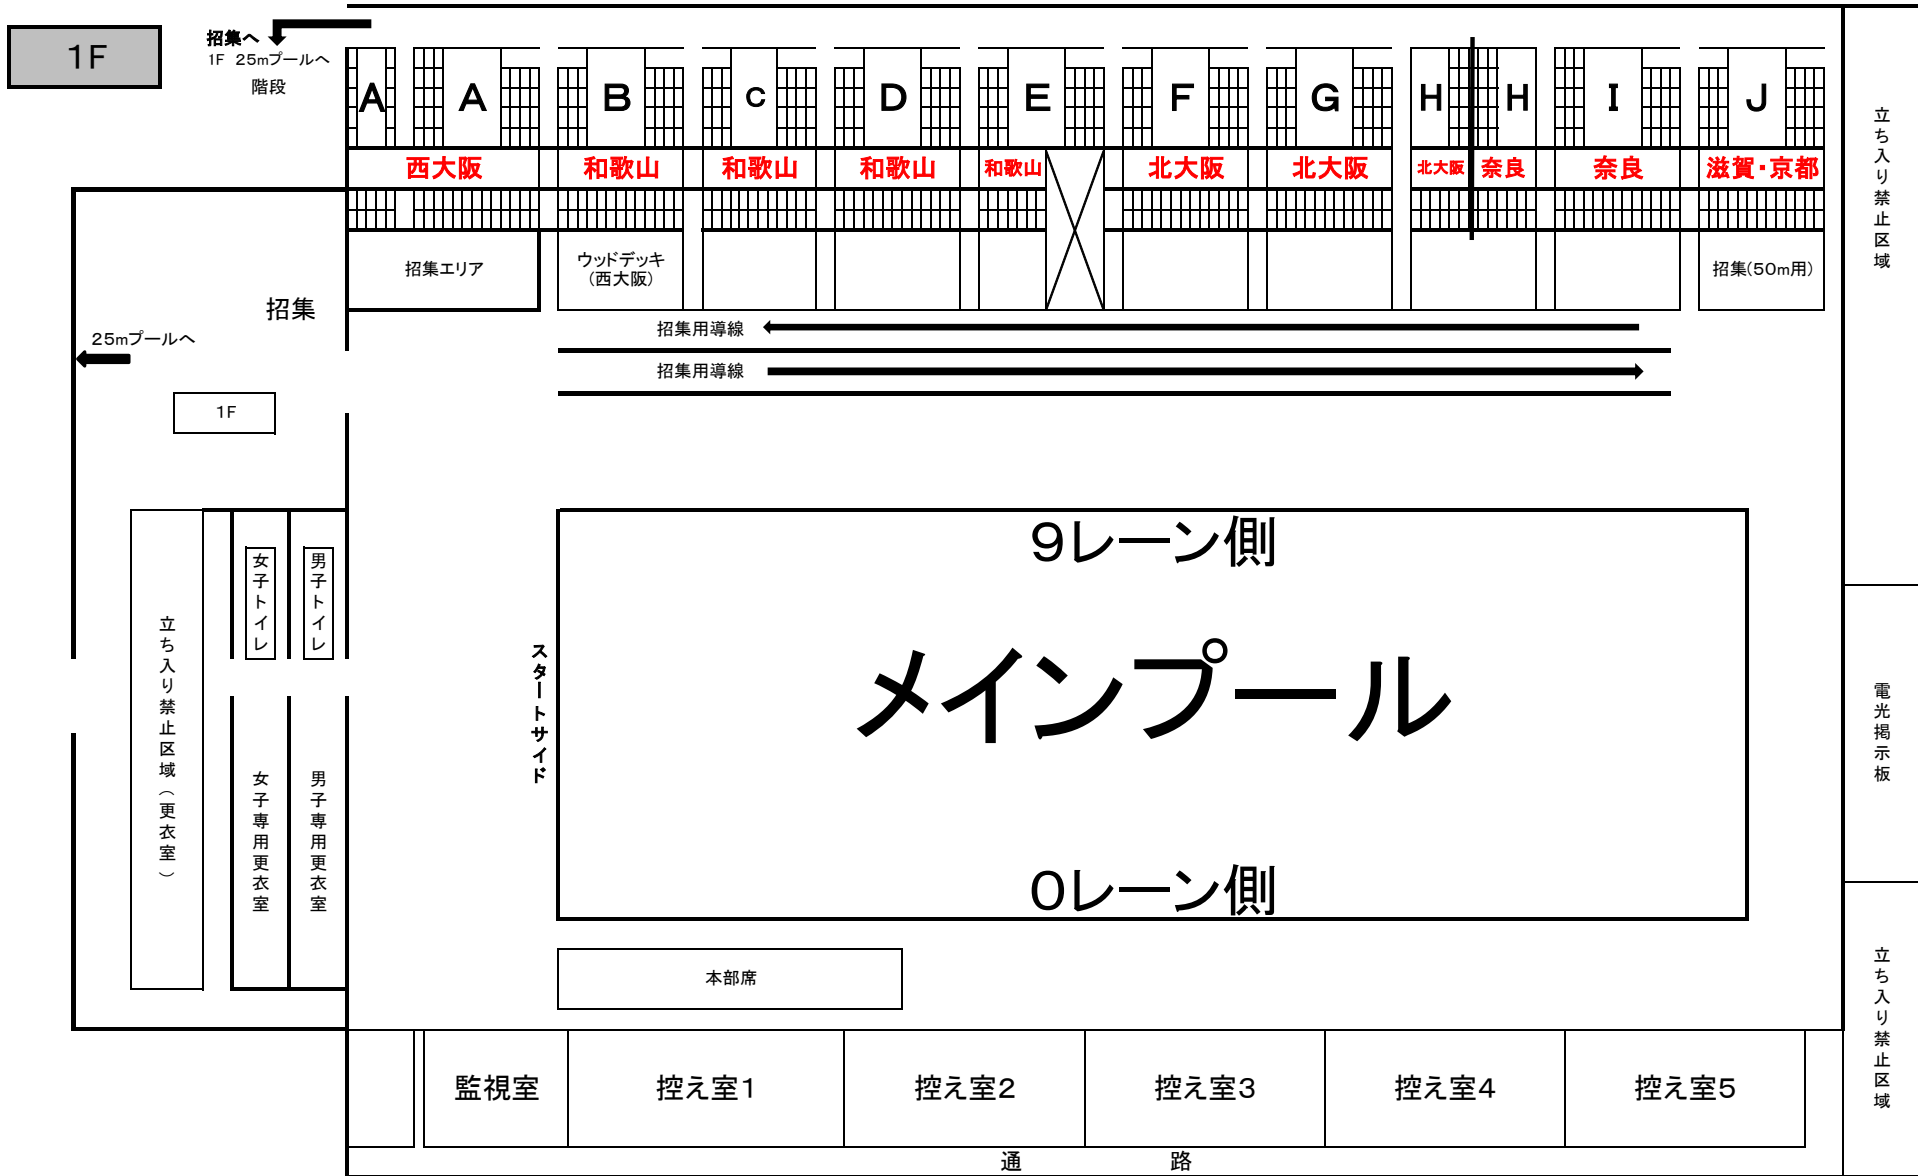 1F
招集へ
1F 25mプールへ
階段
A A B C D E F G H H I J
西大阪 和歌山 和歌山 和歌山 和歌山 北大阪 北大阪 北大阪 奈良 奈良 滋賀・京都
招集エリア
ウッドデッキ
(西大阪)
招集(50m用)
招集
招集用導線
招集用導線
25mプールへ
1F
立ち入り禁止区域
9レーン側
メインプール
0レーン側
スタートサイド
女子トイレ
男子トイレ
立ち入り禁止区域(更衣室)
女子専用更衣室
男子専用更衣室
電光掲示板
立ち入り禁止区域
本部席
監視室 控え室1 控え室2 控え室3 控え室4 控え室5
通路